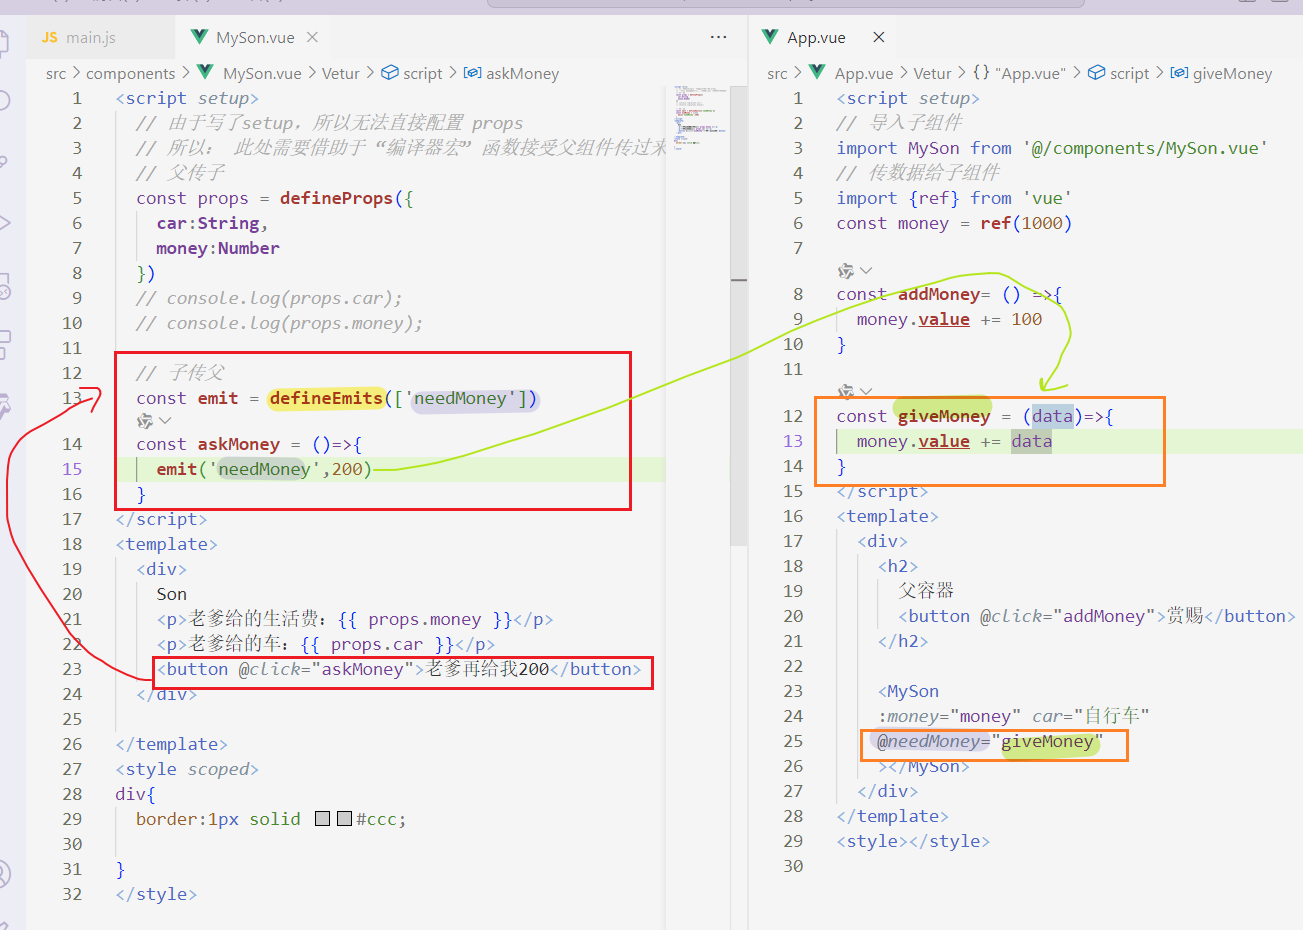 JS main.js
MySon.vue
App.vue
src > components > MySon.vue > Vetur > script > askMoney
1 <script setup>
2 // 由于写了setup，所以无法直接配置 props
3 // 所以： 此处需要借助于“编译器宏”函数接受父组件传过来
4 // 父传子
5 const props = defineProps({
6 car:String,
7 money:Number
8 })
9 // console.log(props.car);
10 // console.log(props.money);
11
12 // 子传父
13 const emit = defineEmits(['needMoney'])
14 const askMoney = ()=>{
15 emit('needMoney',200)
16 }
17 </script>
18 <template>
19 <div>
20 Son
21 <p>老爹给的生活费：{{ props.money }}</p>
22 <p>老爹给的车：{{ props.car }}</p>
23 <button @click="askMoney">老爹再给我200</button>
24 </div>
25
26 </template>
27 <style scoped>
28 div{
29 border:1px solid #ccc;
30
31 }
32 </style>
src > App.vue > Vetur > {} "App.vue" > script > giveMoney
1 <script setup>
2 // 导入子组件
3 import MySon from '@/components/MySon.vue'
4 // 传数据给子组件
5 import {ref} from 'vue'
6 const money = ref(1000)
7
8 const addMoney= () =>{
9 money.value += 100
10 }
11
12 const giveMoney = (data)=>{
13 money.value += data
14 }
15 </script>
16 <template>
17 <div>
18 <h2>
19 父容器
20 <button @click="addMoney">赏赐</button>
21 </h2>
22
23 <MySon
24 :money="money" car="自行车"
25 @needMoney="giveMoney"
26 ></MySon>
27 </div>
28 </template>
29 <style></style>
30